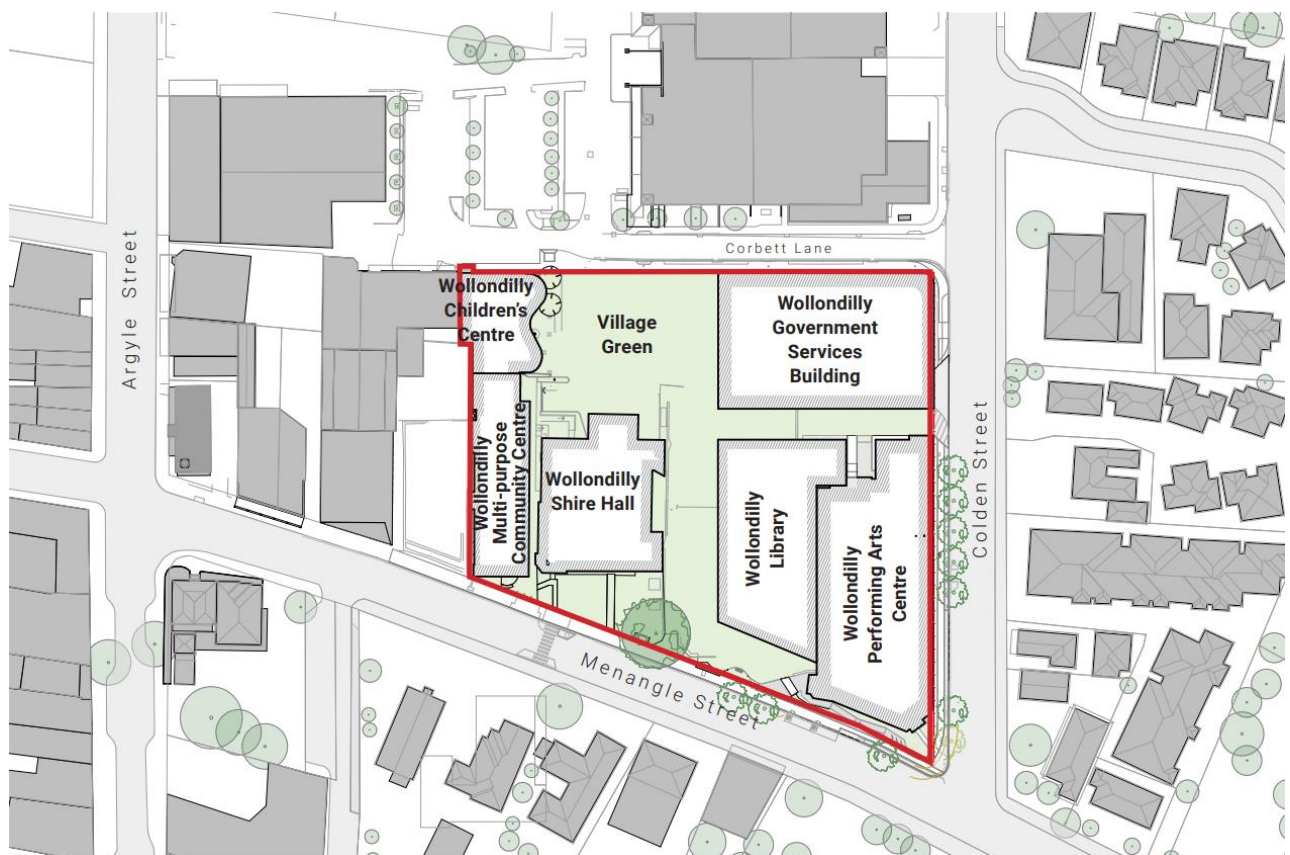 Corbett Lane
Argyle Street
Wollondilly
Children's
Centre
Village
Green
Wollondilly
Government
Services
Building
Wollondilly
Multi-purpose
Community Centre
Wollondilly
Shire Hall
Wollondilly
Library
Wollondilly
Performing Arts
Centre
Colden Street
Menangle Street